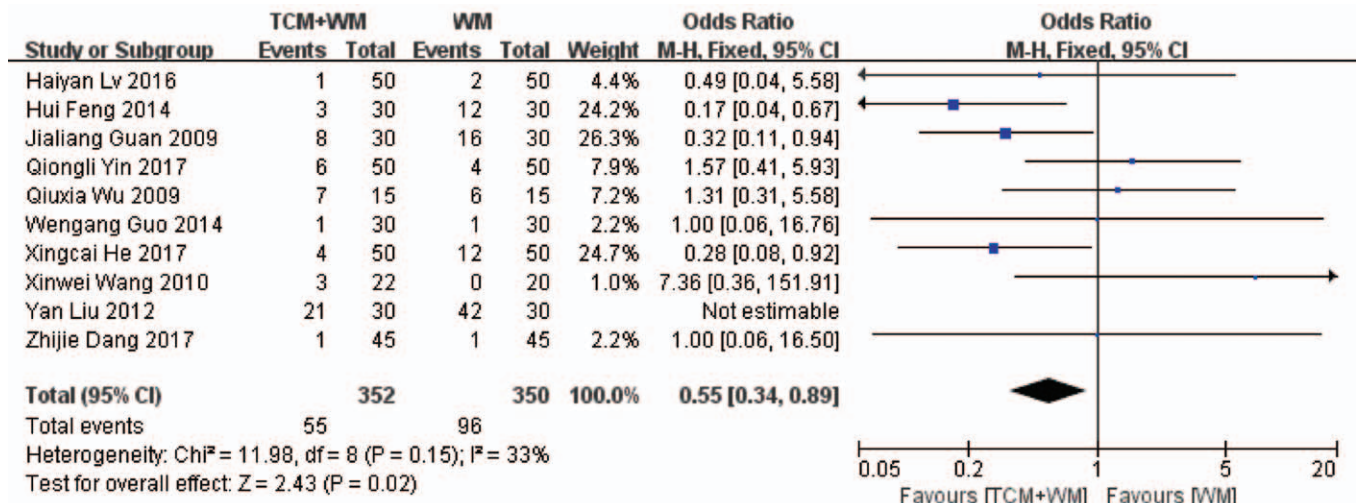 TCM+WM WM Odds Ratio Odds Ratio
Study or Subgroup Events Total Events Total Weight M-H, Fixed, 95% CI M-H, Fixed, 95% CI
Haiyan Lv 2016 1 50 2 50 4.4% 0.49 [0.04, 5.58]
Hui Feng 2014 3 30 12 30 24.2% 0.17 [0.04, 0.67]
Jialiang Guan 2009 8 30 16 30 26.3% 0.32 [0.11, 0.94]
Qiongli Yin 2017 6 50 4 50 7.9% 1.57 [0.41, 5.93]
Qiuxia Wu 2009 7 15 6 15 7.2% 1.31 [0.31, 5.58]
Wengang Guo 2014 1 30 1 30 2.2% 1.00 [0.06, 16.76]
Xingcai He 2017 4 50 12 50 24.7% 0.28 [0.08, 0.92]
Xinwei Wang 2010 3 22 0 20 1.0% 7.36 [0.36, 151.91]
Yan Liu 2012 21 30 42 30 Not estimable
Zhijie Dang 2017 1 45 1 45 2.2% 1.00 [0.06, 16.50]
Total (95% CI) 352 350 100.0% 0.55 [0.34, 0.89]
Total events 55 96
Heterogeneity: Chi² = 11.98, df = 8 (P = 0.15); I² = 33%
Test for overall effect: Z = 2.43 (P = 0.02)
0.05 0.2 1 5 20
Favours [TCM+WM] Favours [WM]